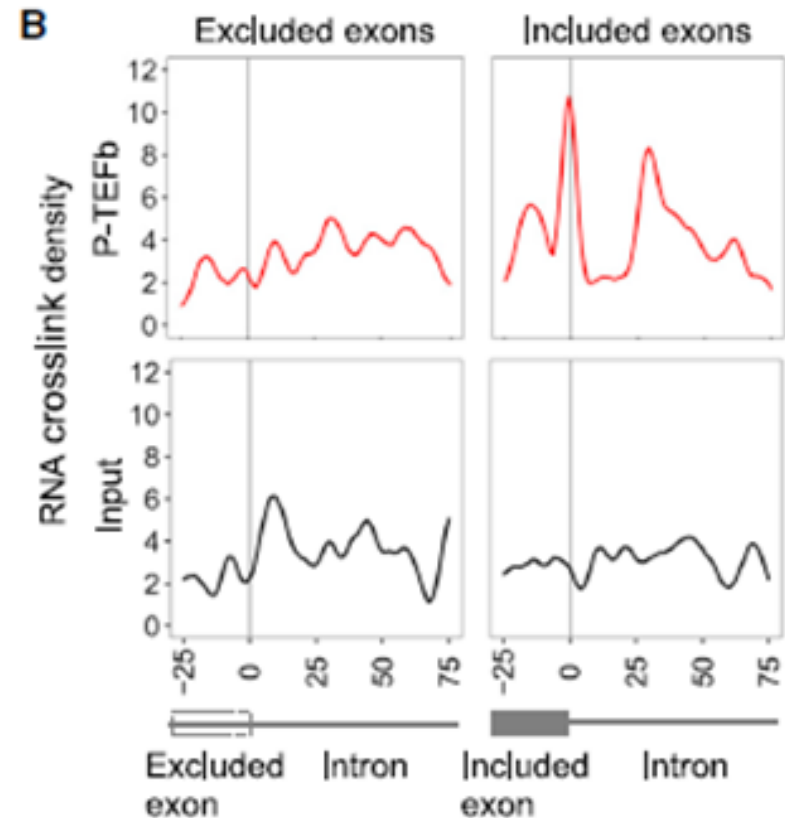 B
Excluded exons
Included exons
RNA crosslink density
P-TEFb
12
10
8
6
4
2
0
Input
12
10
8
6
4
2
0
-25
0
25
50
75
-25
0
25
50
75
Excluded
exon
Intron
Included
exon
Intron